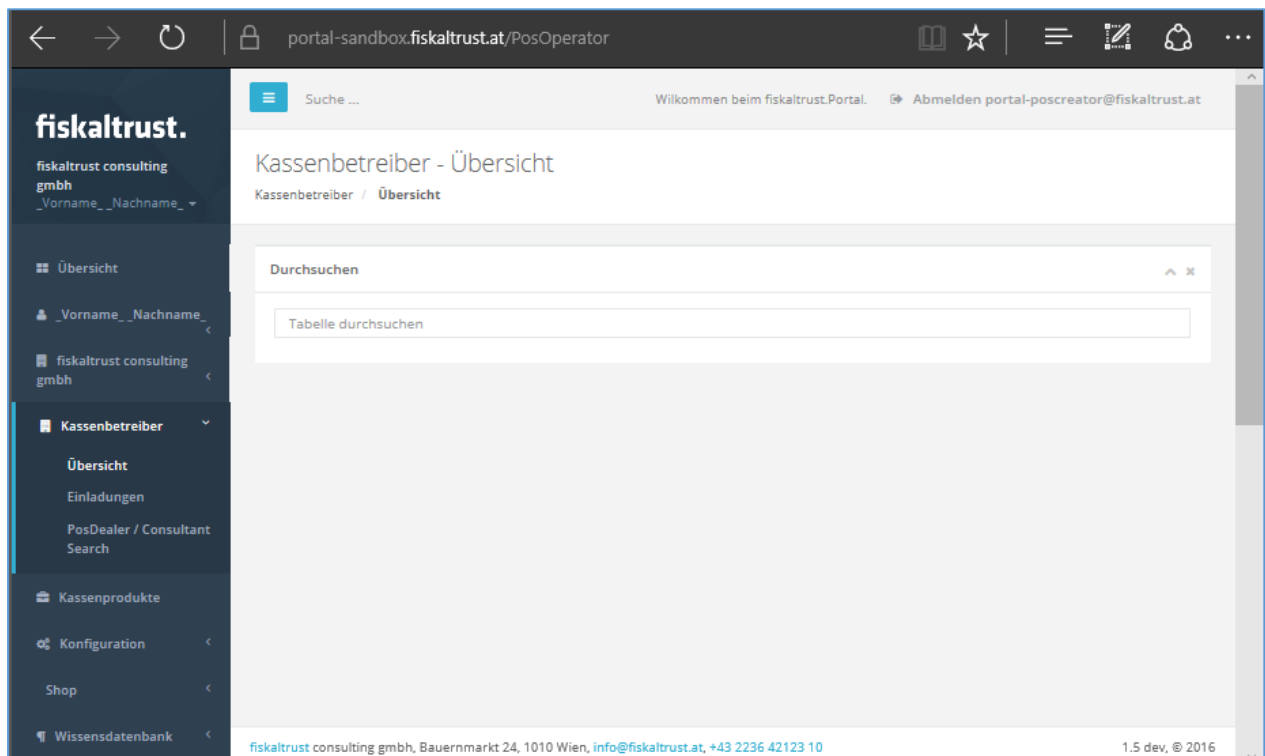 portal-sandbox.fiskaltrust.at/PosOperator
fiskaltrust.
fiskaltrust consulting
gmbh
_Vorname_ _Nachname_
Übersicht
_Vorname_ _Nachname_
fiskaltrust consulting
gmbh
Kassenbetreiber
Übersicht
Einladungen
PosDealer / Consultant
Search
Kassenprodukte
Konfiguration
Shop
Wissensdatenbank
Suche ...
Wilkommen beim fiskaltrust.Portal.
Abmelden portal-poscreator@fiskaltrust.at
Kassenbetreiber - Übersicht
Kassenbetreiber / Übersicht
Durchsuchen
Tabelle durchsuchen
fiskaltrust consulting gmbh, Bauernmarkt 24, 1010 Wien, info@fiskaltrust.at, +43 2236 42123 10
1.5 dev, © 2016